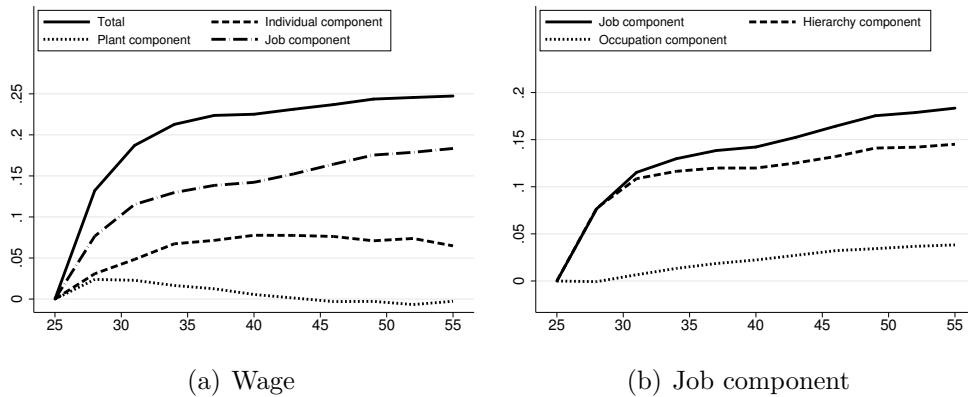 Total
Individual component
Plant component
Job component
.25
.2
.15
.1
.05
0
25 30 35 40 45 50 55
(a) Wage
Job component
Hierarchy component
Occupation component
.2
.15
.1
.05
0
25 30 35 40 45 50 55
(b) Job component